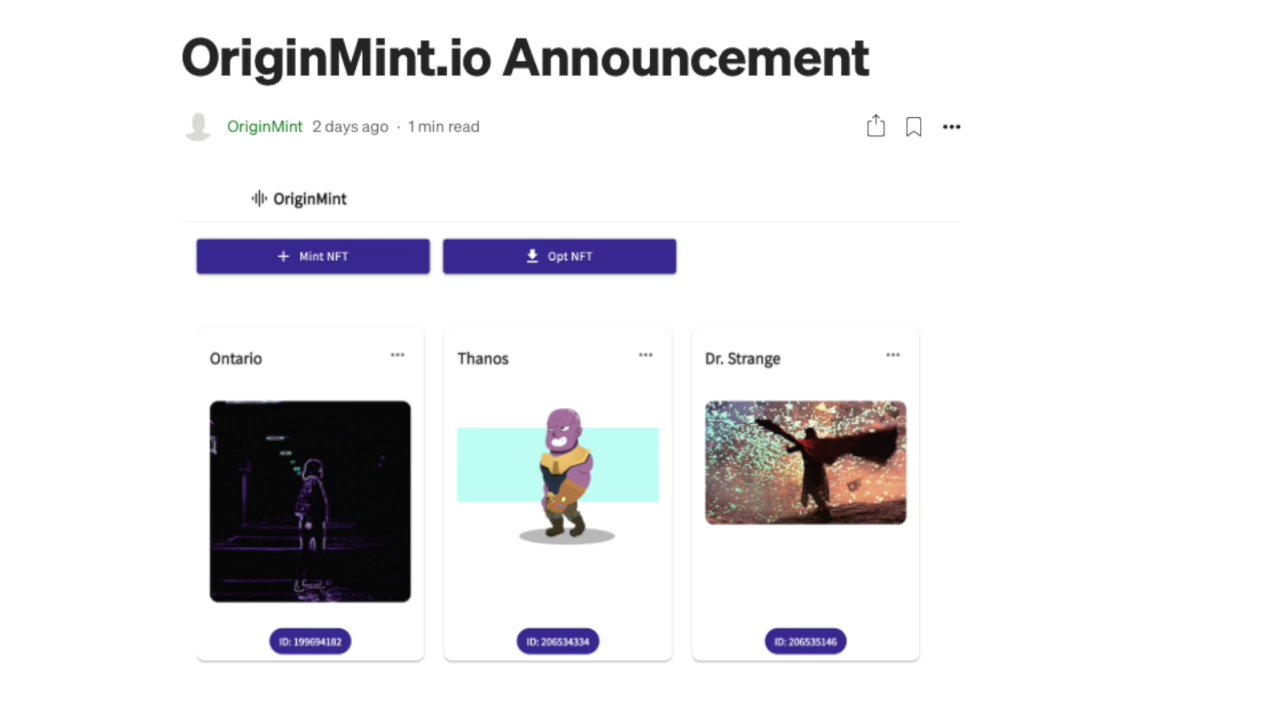 OriginMint.io Announcement
OriginMint 2 days ago · 1 min read
OriginMint
+ Mint NFT
Opt NFT
Ontario
Thanos
Dr. Strange
ID: 199694182
ID: 206534334
ID: 206535146